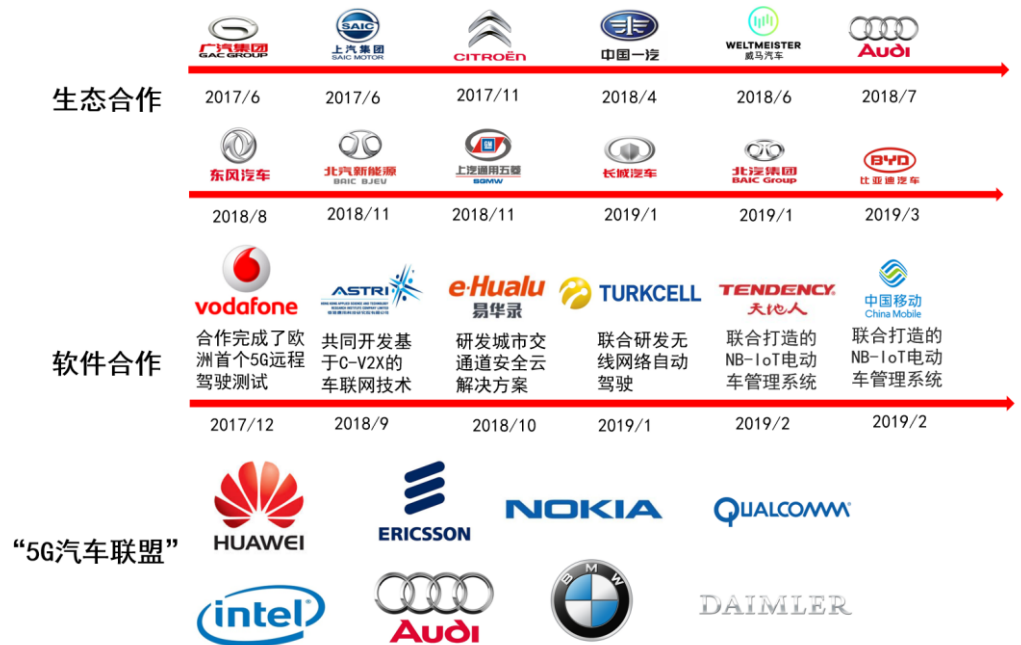 广汽集团
GAC GROUP
SAIC
上汽集团
SAIC MOTOR
CITROËN
中国一汽
WELTMEISTER
威马汽车
Audi
生态合作
2017/6
2017/6
2017/11
2018/4
2018/6
2018/7
东风汽车
北汽新能源
BAIC BJEV
上汽通用五菱
SGMW
长城汽车
北汽集团
BAIC Group
BYD
比亚迪汽车
2018/8
2018/11
2018/11
2019/1
2019/1
2019/3
软件合作
vodafone
合作完成了欧
洲首个5G远程
驾驶测试
ASTRI
共同开发基
于C-V2X的
车联网技术
e·Hualu
易华录
研发城市交
通道安全云
解决方案
TURKCELL
联合研发无
线网络自动
驾驶
TENDENCY
天地人
联合打造的
NB-IoT电动
车管理系统
中国移动
China Mobile
联合打造的
NB-IoT电动
车管理系统
2017/12
2018/9
2018/10
2019/1
2019/2
2019/2
“5G汽车联盟”
HUAWEI
ERICSSON
NOKIA
QUALCOMM
intel
Audi
BMW
DAIMLER